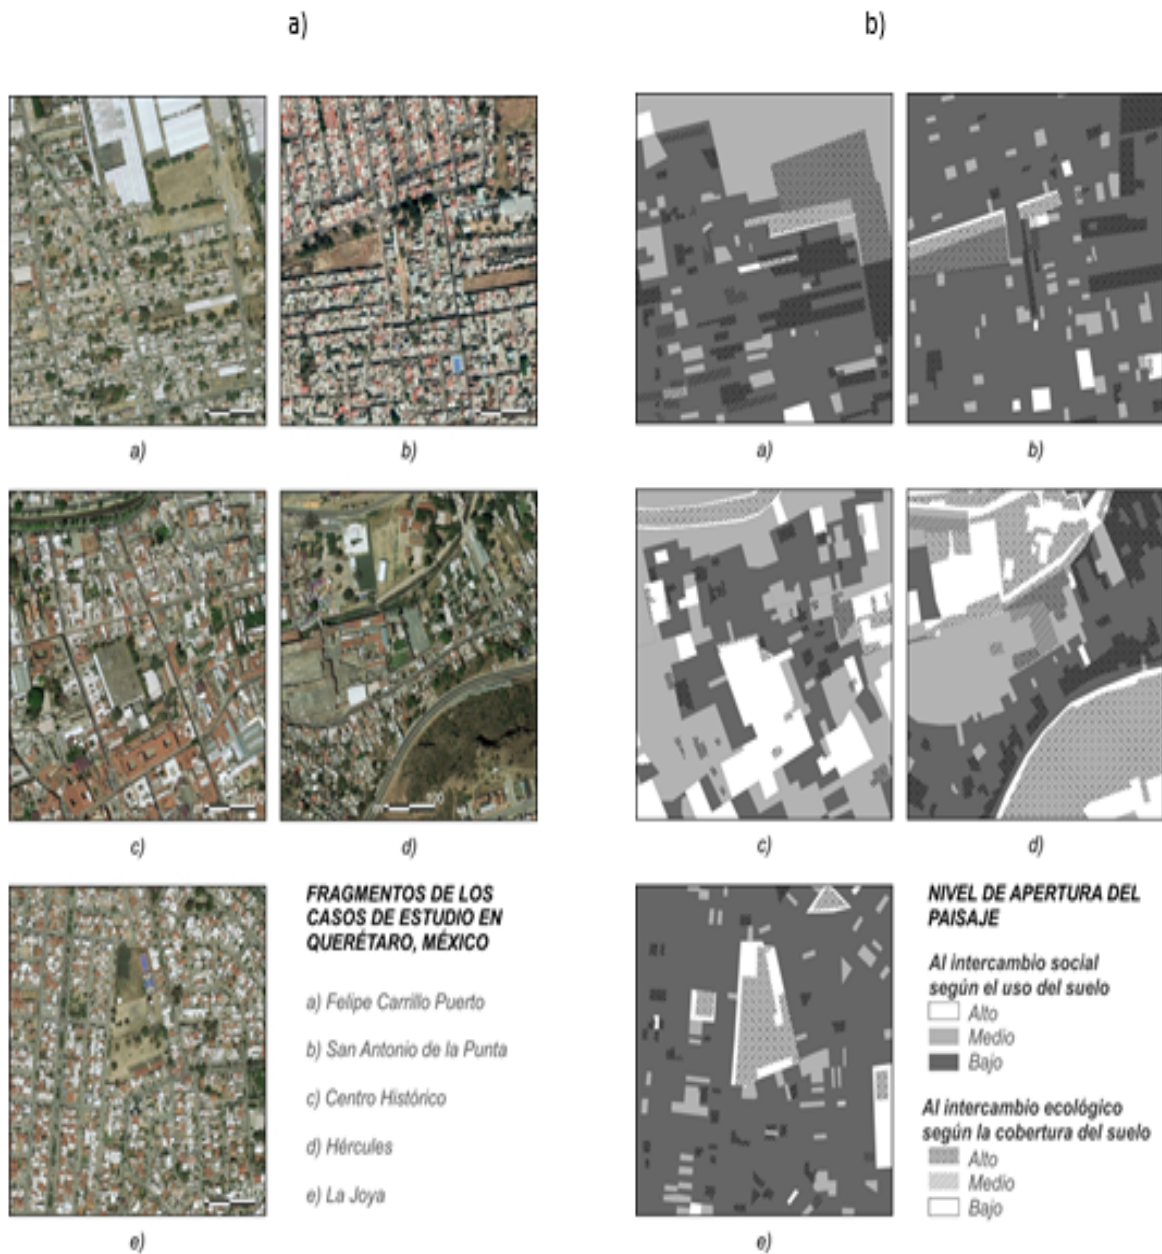 a)
b)
a)
b)
a)
b)
c)
d)
c)
d)
FRAGMENTOS DE LOS
CASOS DE ESTUDIO EN
QUERÉTARO, MÉXICO
a) Felipe Carrillo Puerto
b) San Antonio de la Punta
c) Centro Histórico
d) Hércules
e) La Joya
e)
NIVEL DE APERTURA DEL
PAISAJE
Al intercambio social
según el uso del suelo
Alto
Medio
Bajo
Al intercambio ecológico
según la cobertura del suelo
Alto
Medio
Bajo
e)